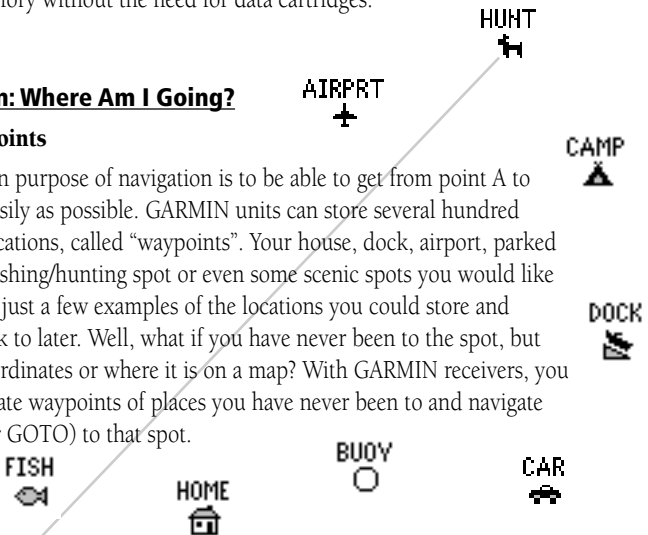 ory without the need for data cartridges.
HUNT
AIRPRT
n: Where Am I Going?
oints
CAMP
n purpose of navigation is to be able to get from point A to
sily as possible. GARMIN units can store several hundred
cations, called “waypoints”. Your house, dock, airport, parked
shing/hunting spot or even some scenic spots you would like
just a few examples of the locations you could store and
DOCK
k to later. Well, what if you have never been to the spot, but
rdinates or where it is on a map? With GARMIN receivers, you
ate waypoints of places you have never been to and navigate
GOTO) to that spot.
BUOY
FISH
CAR
HOME